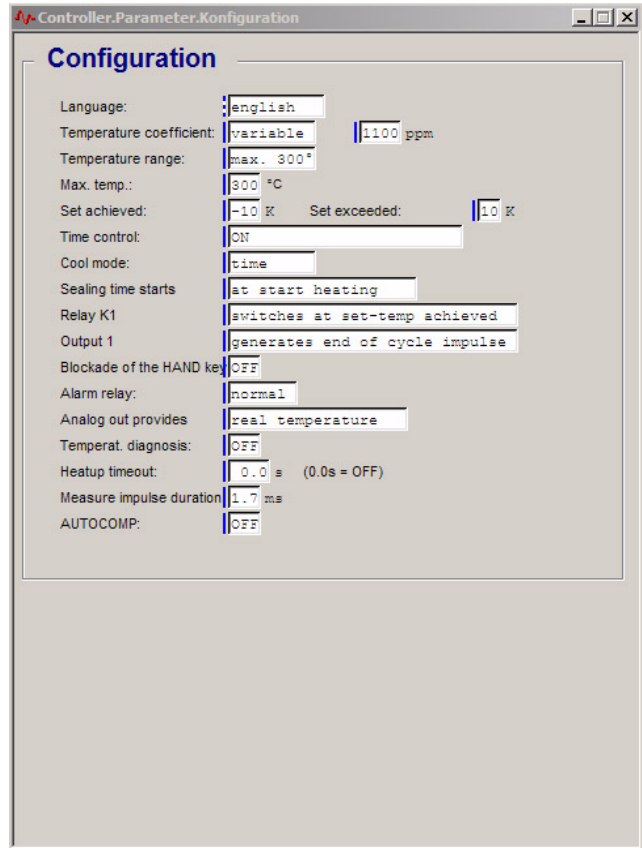 Controller.Parameter.Konfiguration
Configuration
Language: english
Temperature coefficient: variable 1100 ppm
Temperature range: max. 300°
Max. temp.: 300 °C
Set achieved: -10 K Set exceeded: 10 K
Time control: ON
Cool mode: time
Sealing time starts at start heating
Relay K1 switches at set-temp achieved
Output 1 generates end of cycle impulse
Blockade of the HAND key OFF
Alarm relay: normal
Analog out provides real temperature
Temperat. diagnosis: OFF
Heatup timeout: 0.0 s (0.0s = OFF)
Measure impulse duration 1.7 ms
AUTOCOMP: OFF